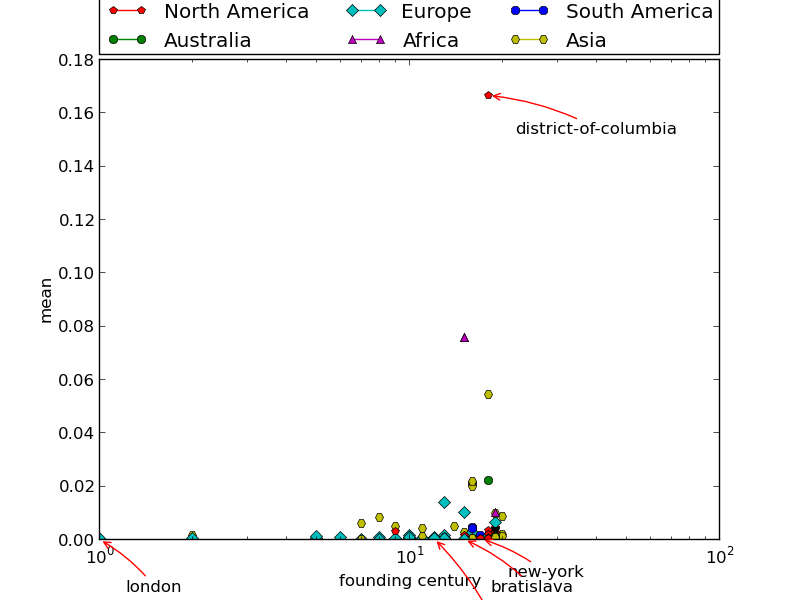 North America Europe South America
Australia Africa Asia
0.18
0.16
district-of-columbia
0.14
0.12
0.10
mean
0.08
0.06
0.04
0.02
0.00
10^0 10^1 10^2
new-york
founding century
london bratislava